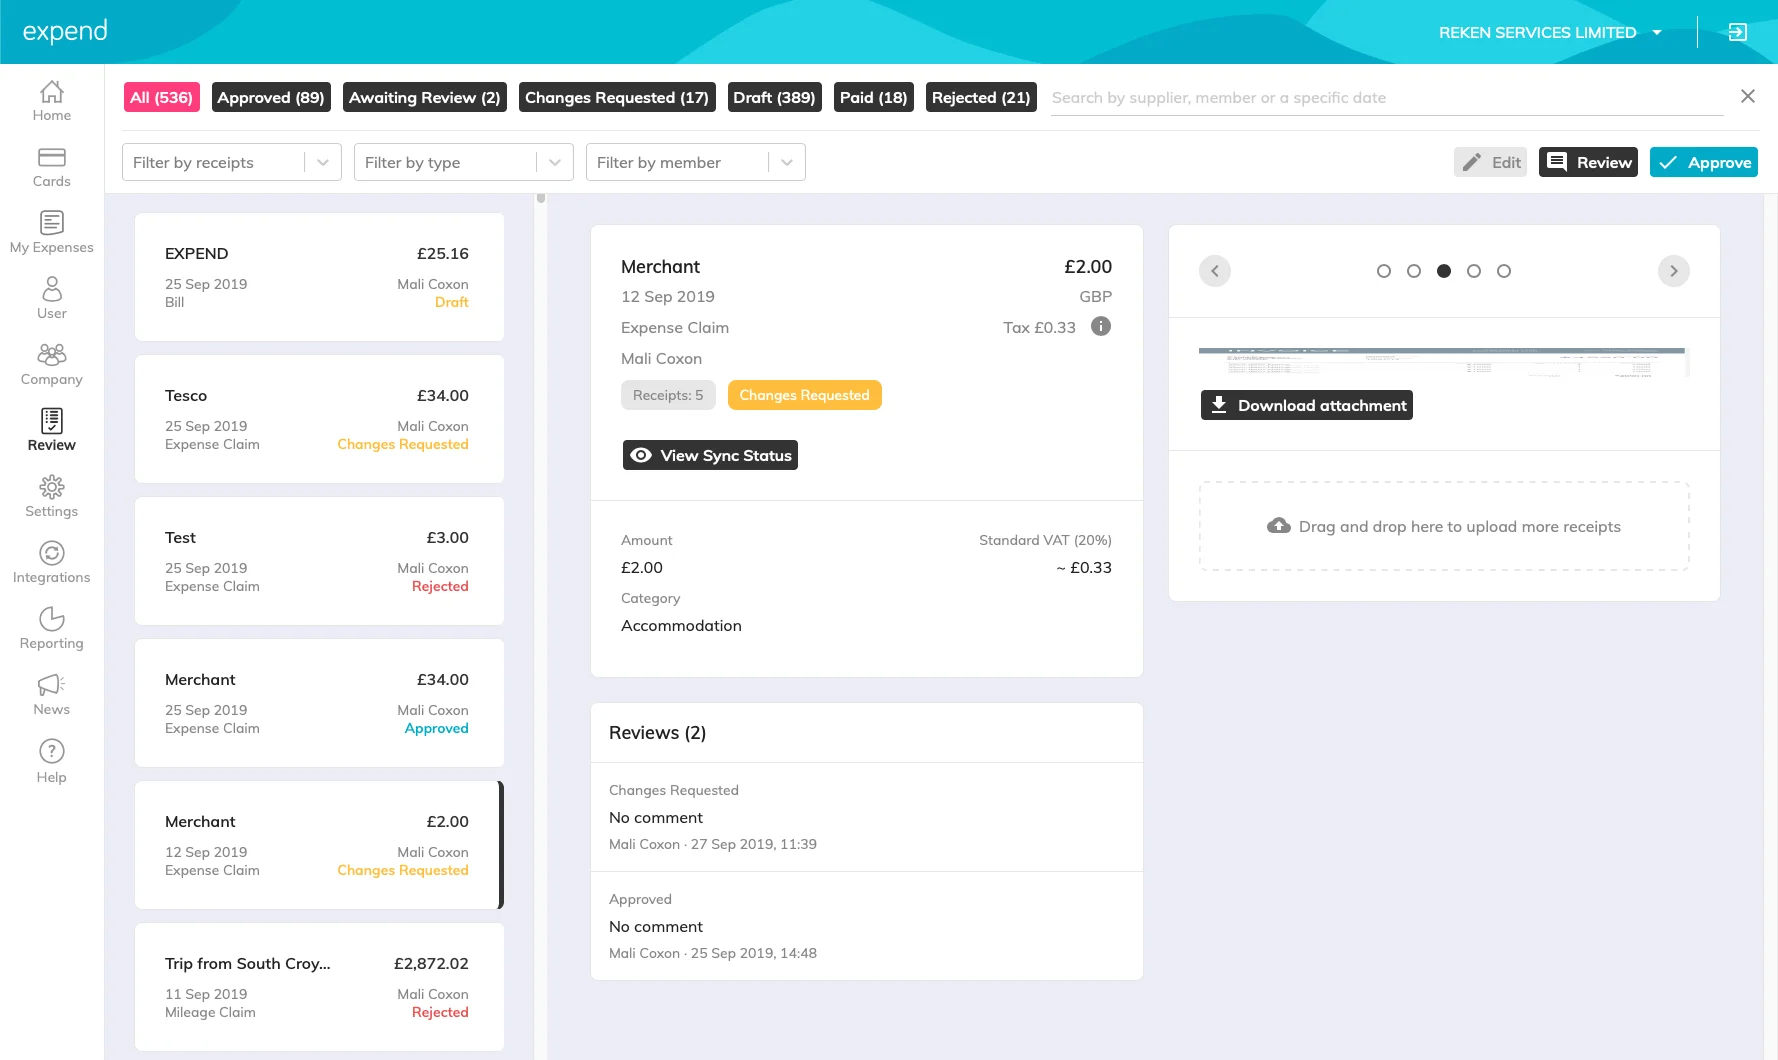 expend
REKEN SERVICES LIMITED
Home
Cards
My Expenses
User
Company
Review
Settings
Integrations
Reporting
News
Help
All (536) Approved (89) Awaiting Review (2) Changes Requested (17) Draft (389) Paid (18) Rejected (21) Search by supplier, member or a specific date
Filter by receipts Filter by type Filter by member Edit Review Approve
EXPEND £25.16
25 Sep 2019 Mali Coxon
Bill Draft
Tesco £34.00
25 Sep 2019 Mali Coxon
Expense Claim Changes Requested
Test £3.00
25 Sep 2019 Mali Coxon
Expense Claim Rejected
Merchant £34.00
25 Sep 2019 Mali Coxon
Expense Claim Approved
Merchant £2.00
12 Sep 2019 Mali Coxon
Expense Claim Changes Requested
Trip from South Croy... £2,872.02
11 Sep 2019 Mali Coxon
Mileage Claim Rejected
Merchant £2.00
12 Sep 2019 GBP
Expense Claim Tax £0.33
Mali Coxon
Receipts: 5 Changes Requested
View Sync Status
Amount Standard VAT (20%)
£2.00 ~ £0.33
Category
Accommodation
Reviews (2)
Changes Requested
No comment
Mali Coxon · 27 Sep 2019, 11:39
Approved
No comment
Mali Coxon · 25 Sep 2019, 14:48
Download attachment
Drag and drop here to upload more receipts